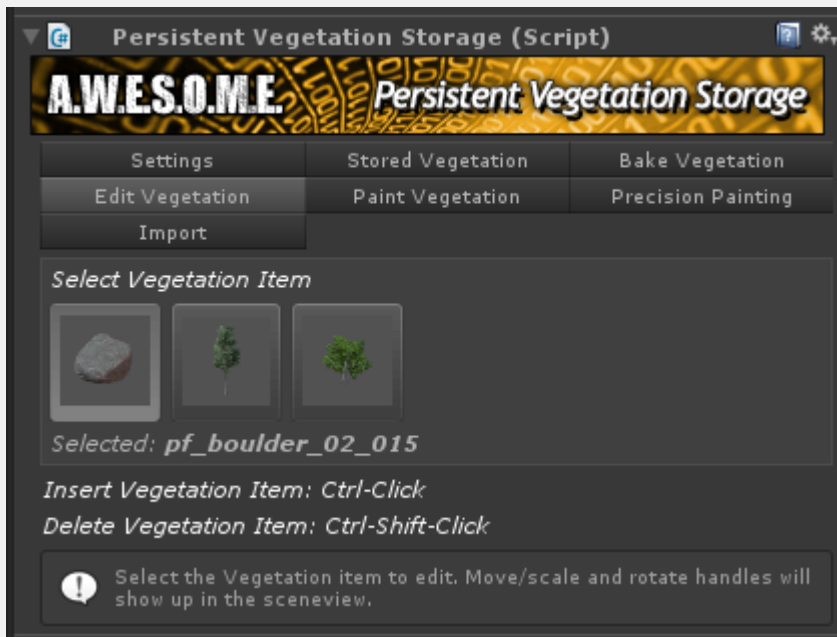 Persistent Vegetation Storage (Script)
A.W.E.S.O.M.E. Persistent Vegetation Storage
Settings Stored Vegetation Bake Vegetation
Edit Vegetation Paint Vegetation Precision Painting
Import
Select Vegetation Item
Selected: pf_boulder_02_015
Insert Vegetation Item: Ctrl-Click
Delete Vegetation Item: Ctrl-Shift-Click
Select the Vegetation item to edit. Move/scale and rotate handles will
show up in the sceneview.